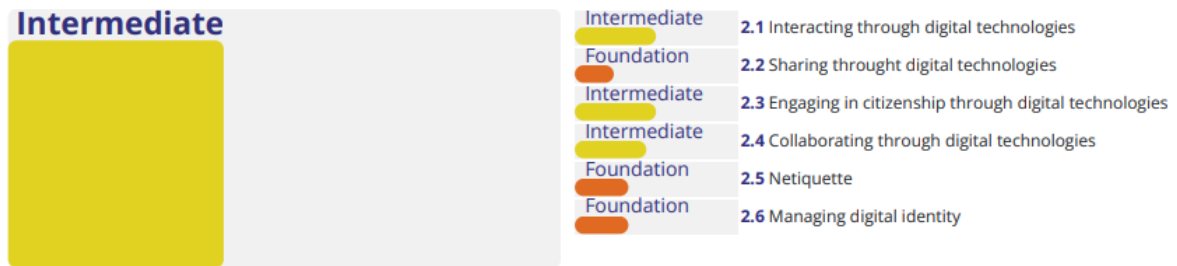 Intermediate
Intermediate
2.1 Interacting through digital technologies
Foundation
2.2 Sharing throught digital technologies
Intermediate
2.3 Engaging in citizenship through digital technologies
Intermediate
2.4 Collaborating through digital technologies
Foundation
2.5 Netiquette
Foundation
2.6 Managing digital identity